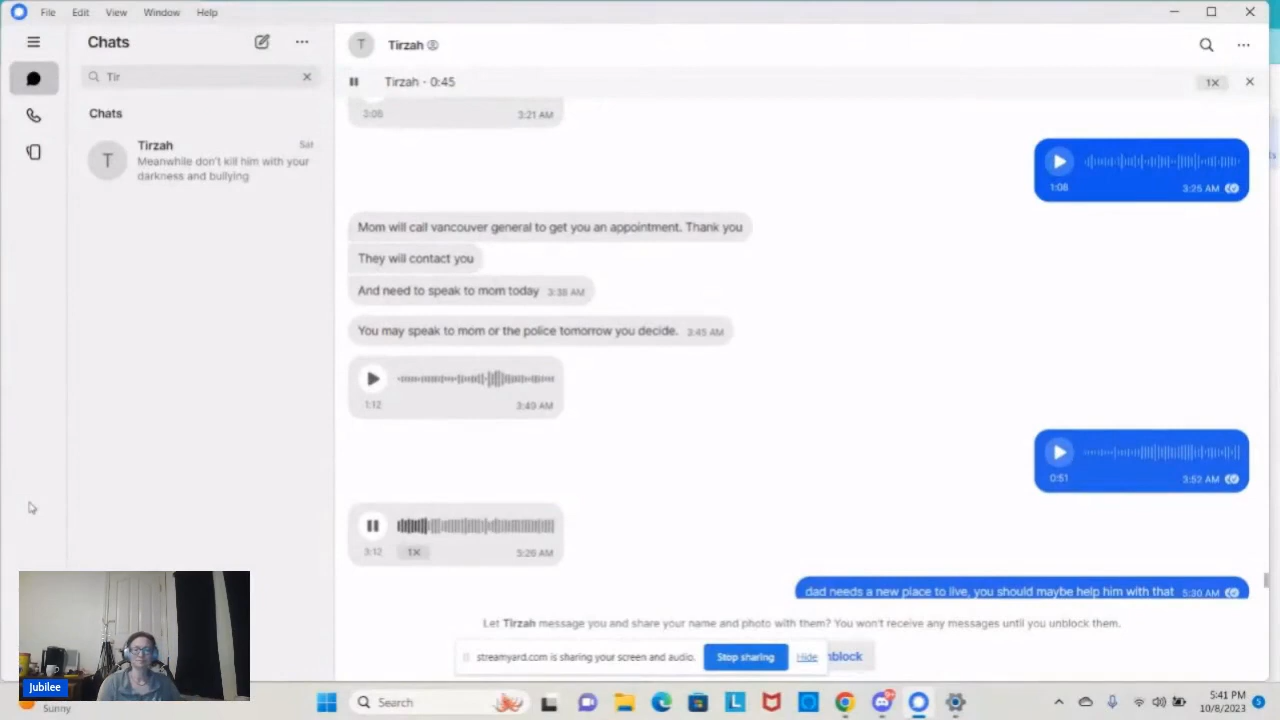 File Edit View Window Help
Chats
Tir
Chats
Tirzah Sat
Meanwhile don't kill him with your
darkness and bullying
T
T Tirzah
Tirzah · 0:45 1X
3:06 3:21 AM
1:08 3:25 AM
Mom will call vancouver general to get you an appointment. Thank you
They will contact you
And need to speak to mom today 3:38 AM
You may speak to mom or the police tomorrow you decide. 3:45 AM
1:12 3:49 AM
0:51 3:52 AM
3:12 1X 5:26 AM
dad needs a new place to live, you should maybe help him with that 5:30 AM
Let Tirzah message you and share your name and photo with them? You won't receive any messages until you unblock them.
streamyard.com is sharing your screen and audio. Stop sharing Hide nblock
Jubilee
Sunny
Search
5:41 PM
10/8/2023